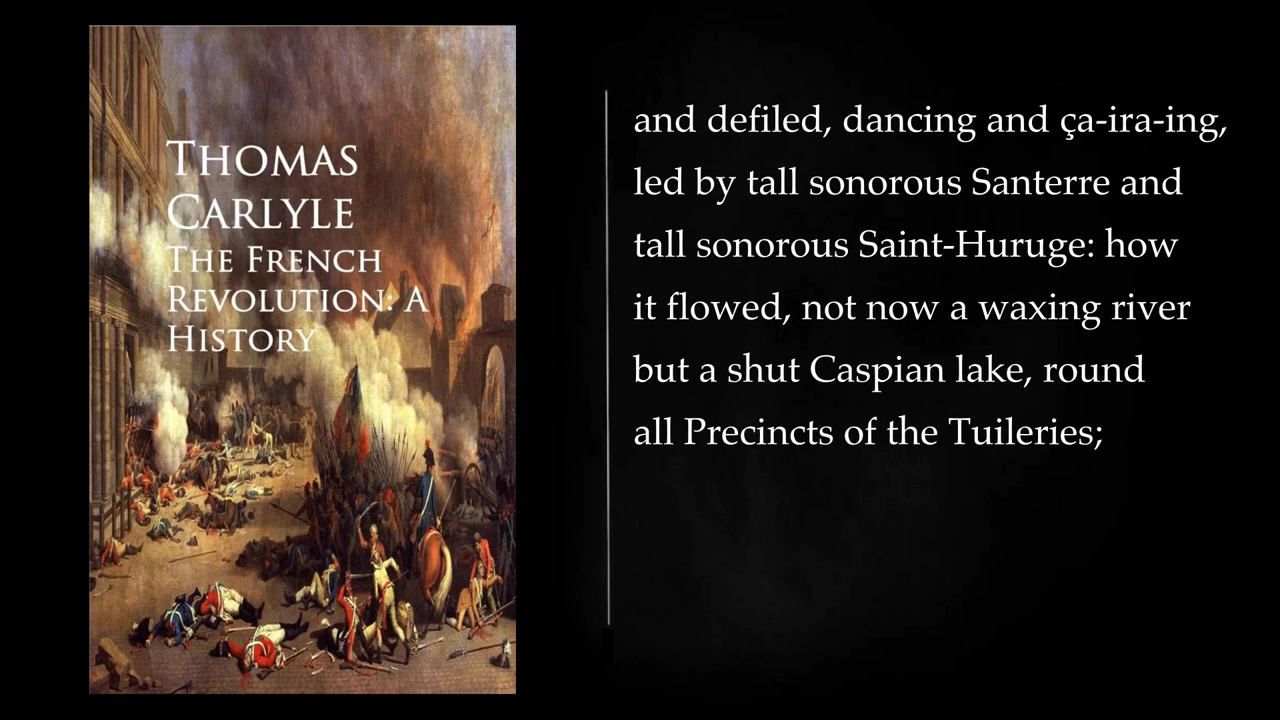 THOMAS
CARLYLE
THE FRENCH
REVOLUTION: A
HISTORY
and defiled, dancing and ça-ira-ing,
led by tall sonorous Santerre and
tall sonorous Saint-Huruge: how
it flowed, not now a waxing river
but a shut Caspian lake, round
all Precincts of the Tuileries;